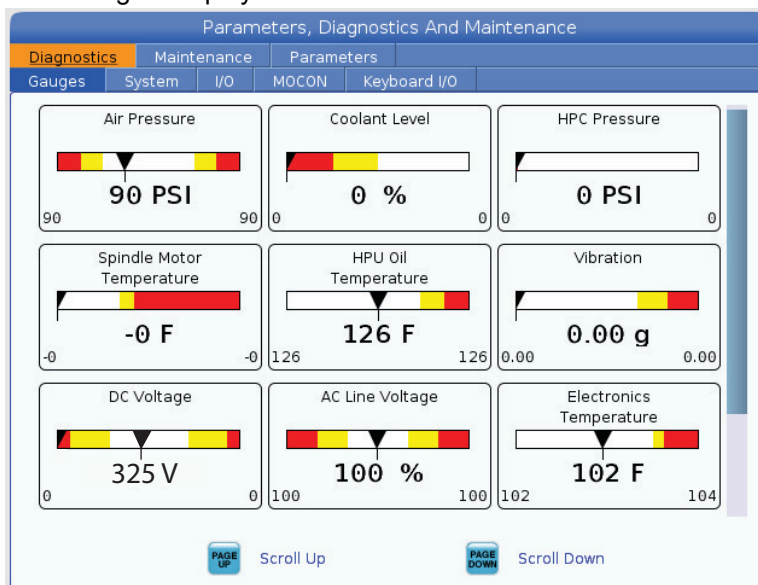 Parameters, Diagnostics And Maintenance
Diagnostics Maintenance Parameters
Gauges System I/O MOCON Keyboard I/O
Air Pressure
90 PSI
90 90
Coolant Level
0 %
0 0
HPC Pressure
0 PSI
0 0
Spindle Motor
Temperature
-0 F
-0 -0
HPU Oil
Temperature
126 F
126 126
Vibration
0.00 g
0.00 0.00
DC Voltage
325 V
0 0
AC Line Voltage
100 %
100 100
Electronics
Temperature
102 F
102 104
PAGE
UP
Scroll Up
PAGE
DOWN
Scroll Down